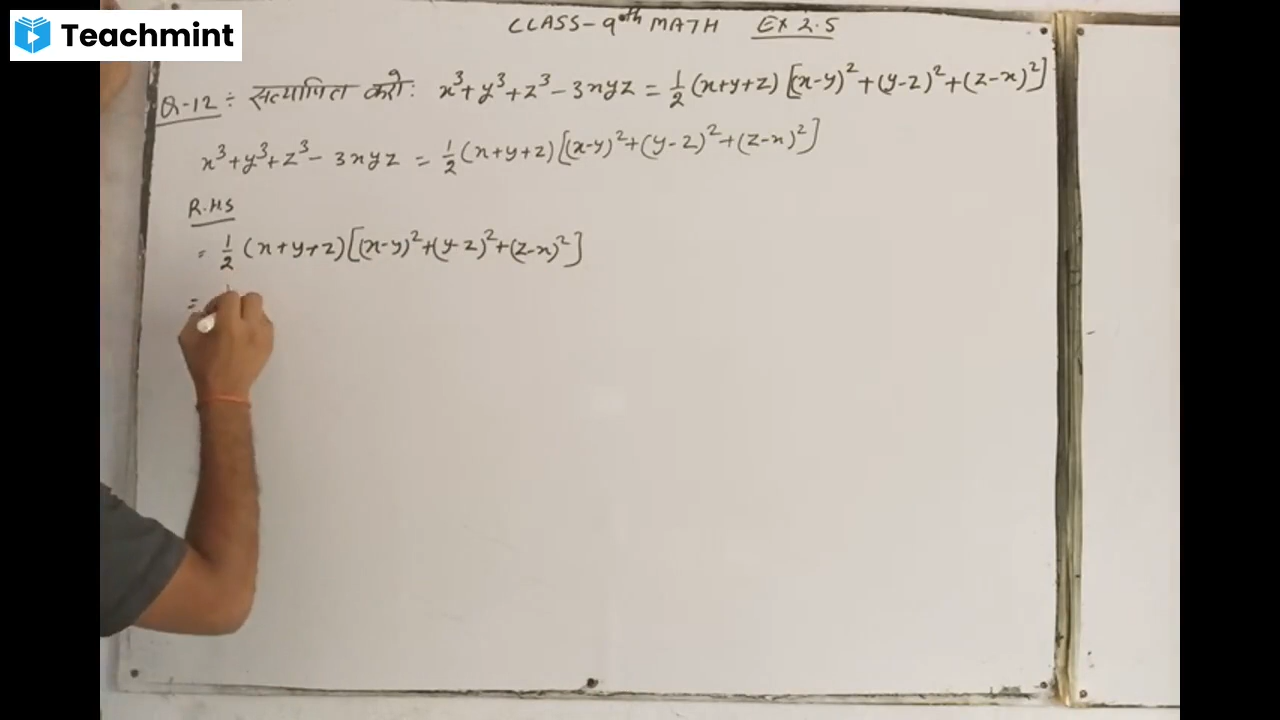 Teachmint
CLASS-9th MATH EX 2.5
Q-12 ÷ सत्यापित करो: x³+y³+z³-3xyz = 1/2 (x+y+z) [(x-y)²+(y-z)²+(z-x)²]
x³+y³+z³-3xyz = 1/2 (x+y+z) [(x-y)²+(y-z)²+(z-x)²]
R.H.S
= 1/2 (x+y+z) [(x-y)²+(y-z)²+(z-x)²]
=